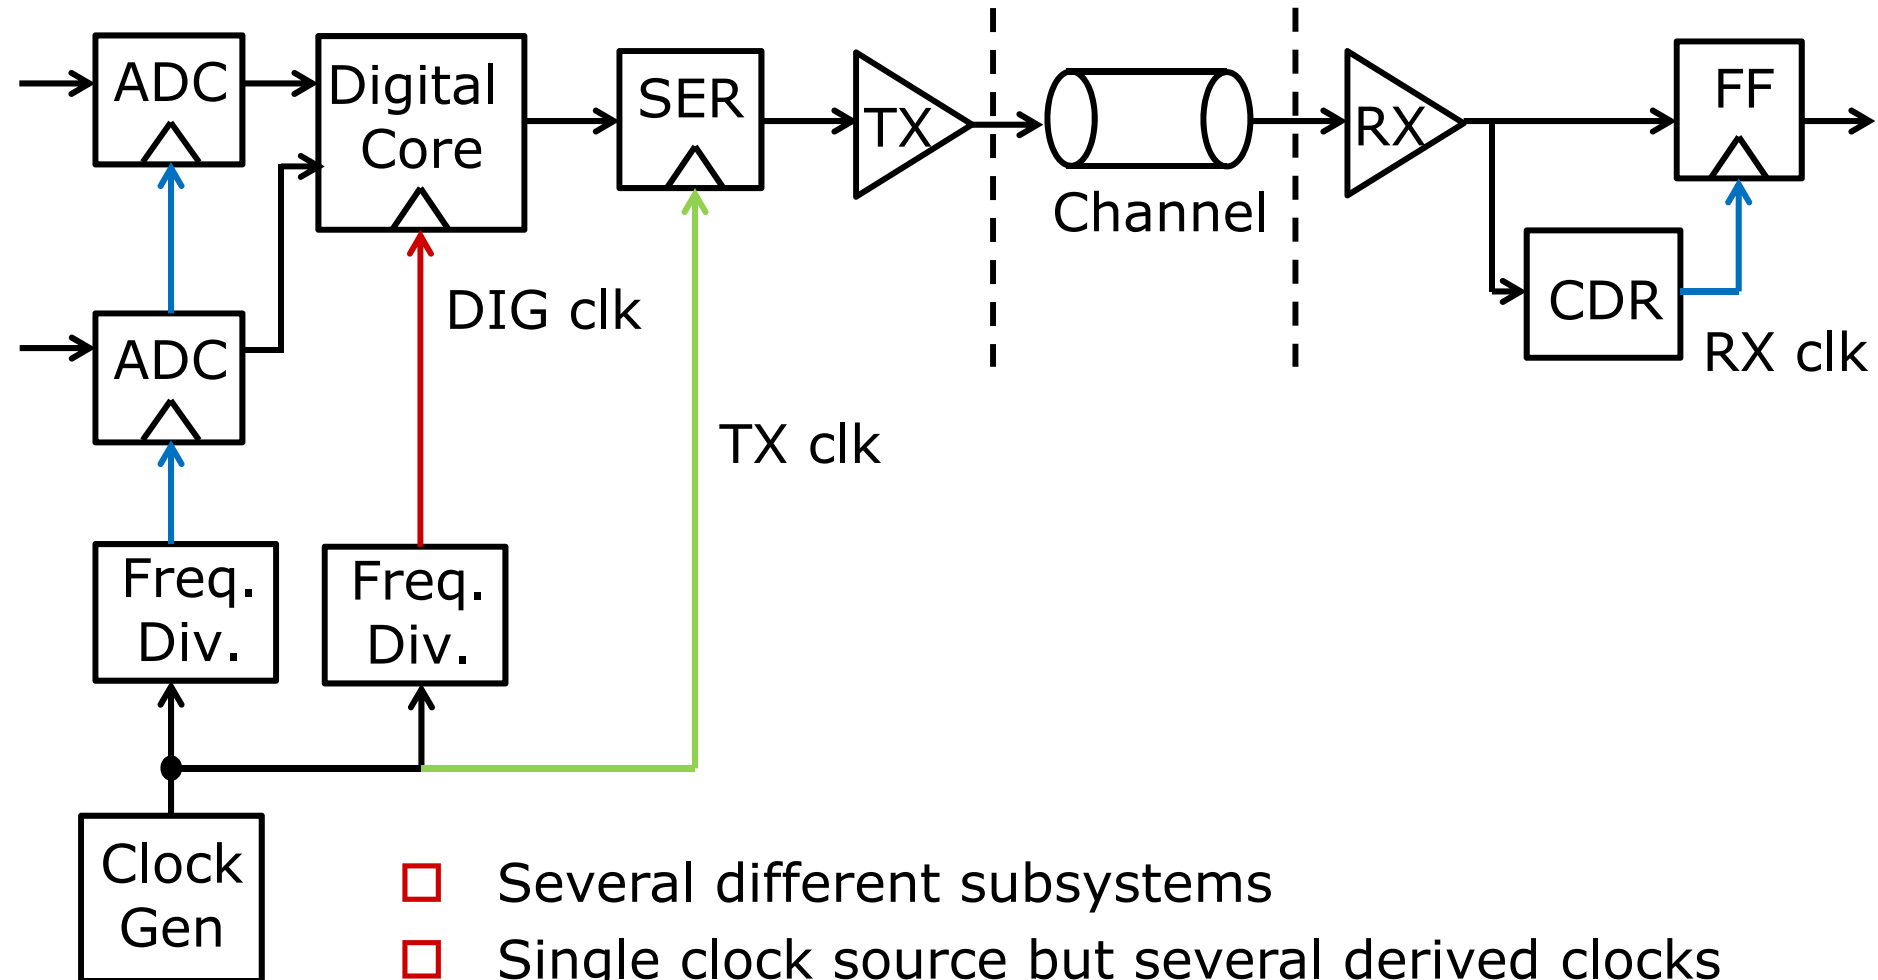 ADC
Digital
Core
SER
TX
Channel
RX
FF
ADC
DIG clk
CDR
RX clk
TX clk
Freq.
Div.
Freq.
Div.
Clock
Gen
Several different subsystems
Single clock source but several derived clocks